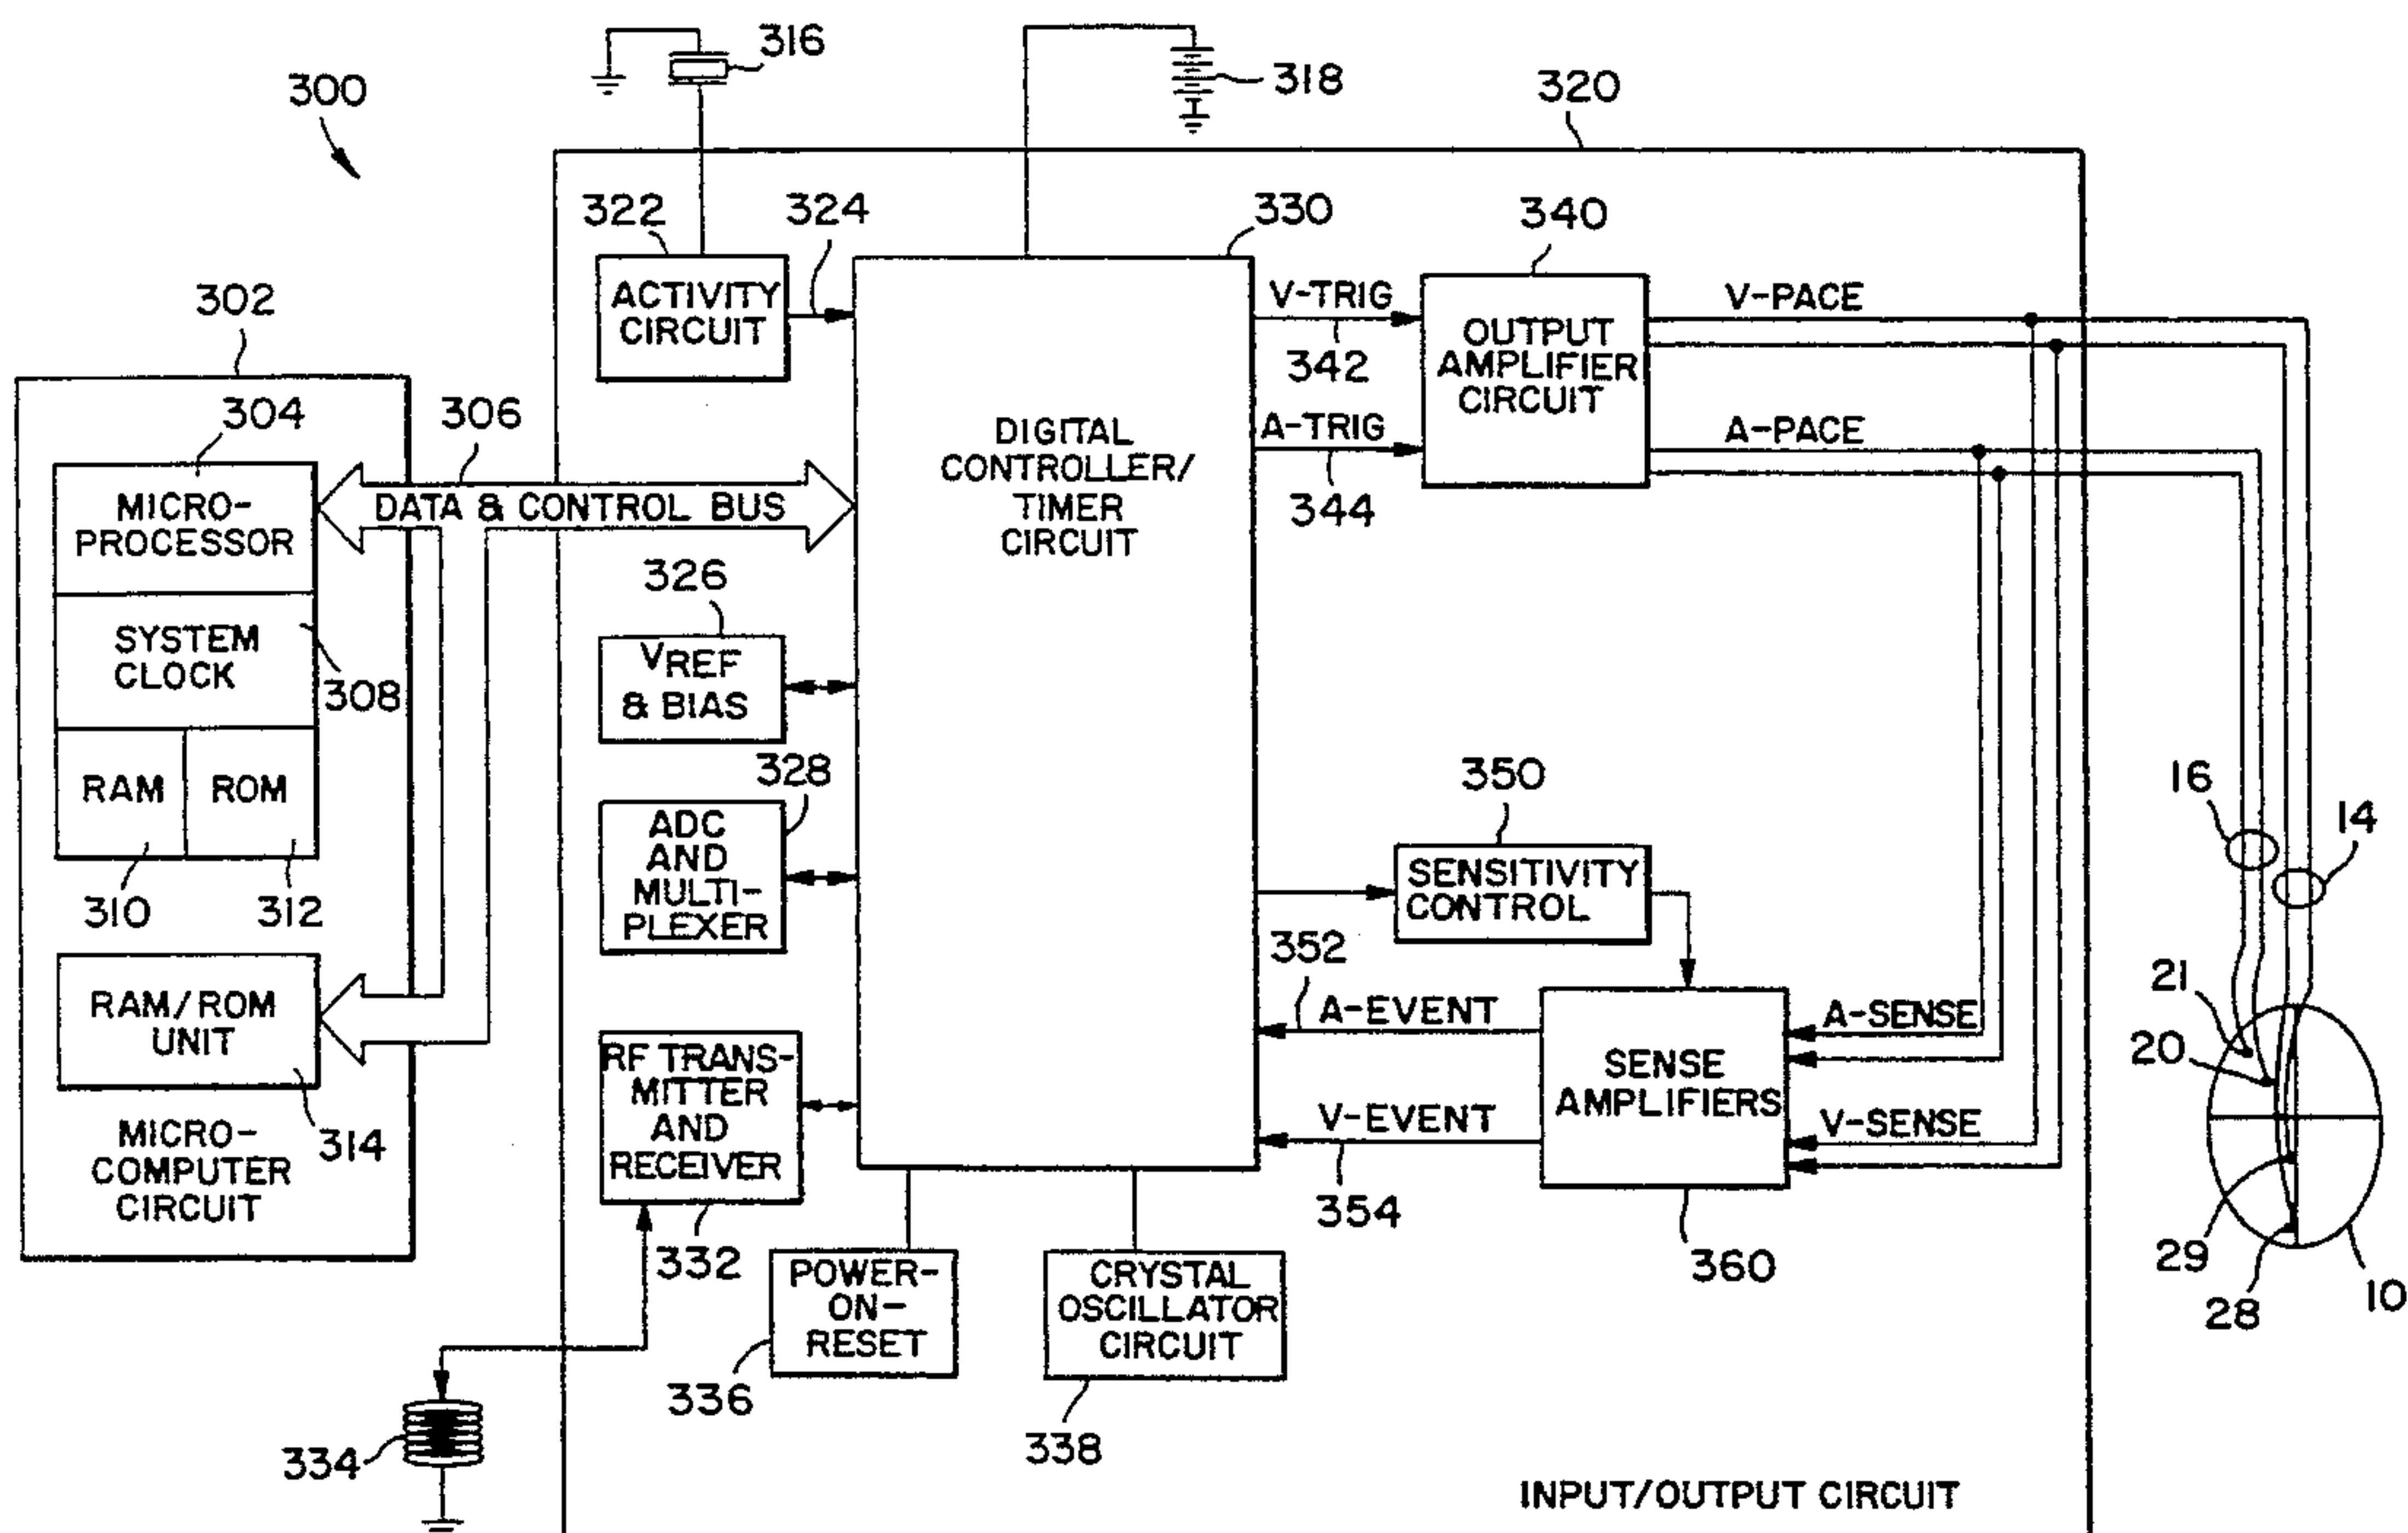 316
318
300
320
322
324
330
340
ACTIVITY
CIRCUIT
V-TRIG
342
A-TRIG
344
OUTPUT
AMPLIFIER
CIRCUIT
V-PACE
A-PACE
302
304
306
MICRO-
PROCESSOR
DATA & CONTROL BUS
DIGITAL
CONTROLLER/
TIMER
CIRCUIT
SYSTEM
CLOCK
308
326
VREF
& BIAS
RAM
ROM
310
312
328
ADC
AND
MULTI-
PLEXER
350
SENSITIVITY
CONTROL
16
14
RAM/ROM
UNIT
314
MICRO-
COMPUTER
CIRCUIT
RF TRANS-
MITTER
AND
RECEIVER
332
352
A-EVENT
V-EVENT
354
SENSE
AMPLIFIERS
360
A-SENSE
V-SENSE
21
20
29
28
10
POWER-
ON-
RESET
336
CRYSTAL
OSCILLATOR
CIRCUIT
338
334
INPUT/OUTPUT CIRCUIT